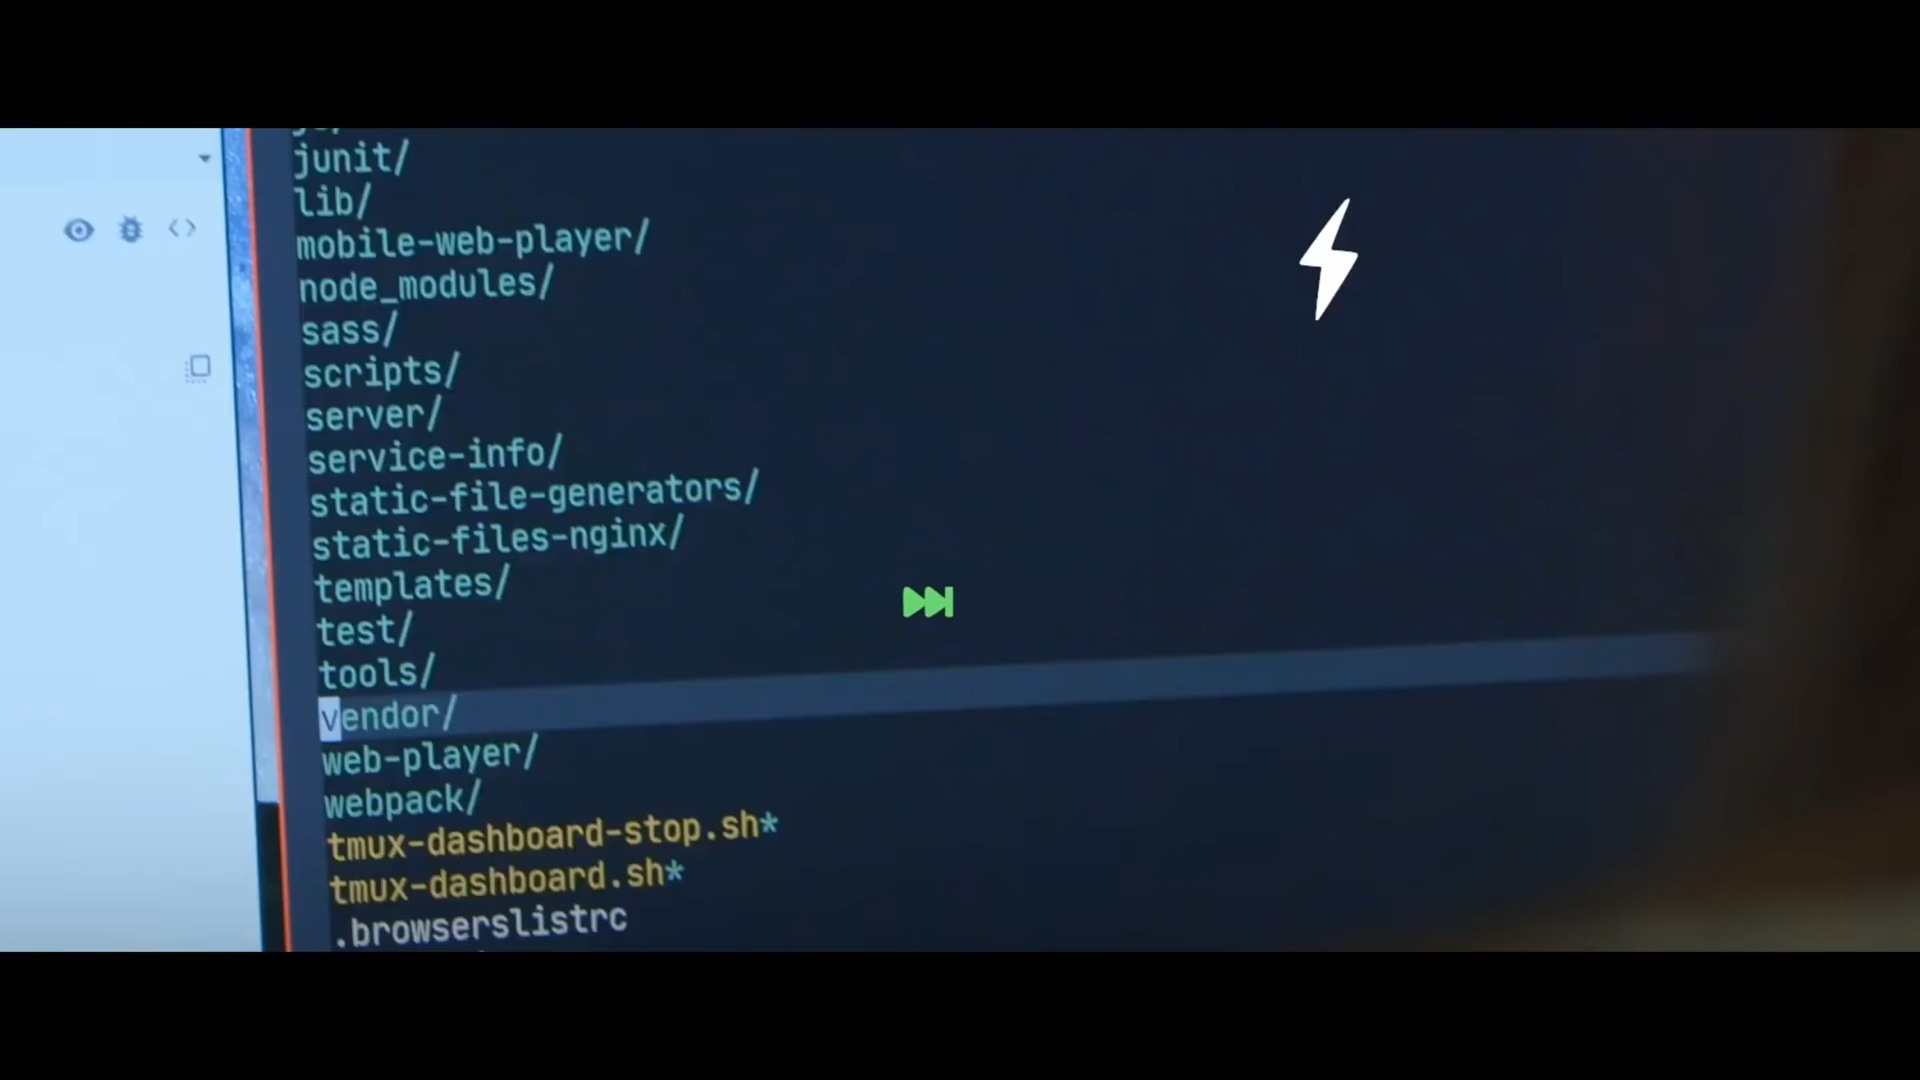 junit/
lib/
mobile-web-player/
node_modules/
sass/
scripts/
server/
service-info/
static-file-generators/
static-files-nginx/
templates/
test/
tools/
vendor/
web-player/
webpack/
tmux-dashboard-stop.sh*
tmux-dashboard.sh*
.browserslistrc